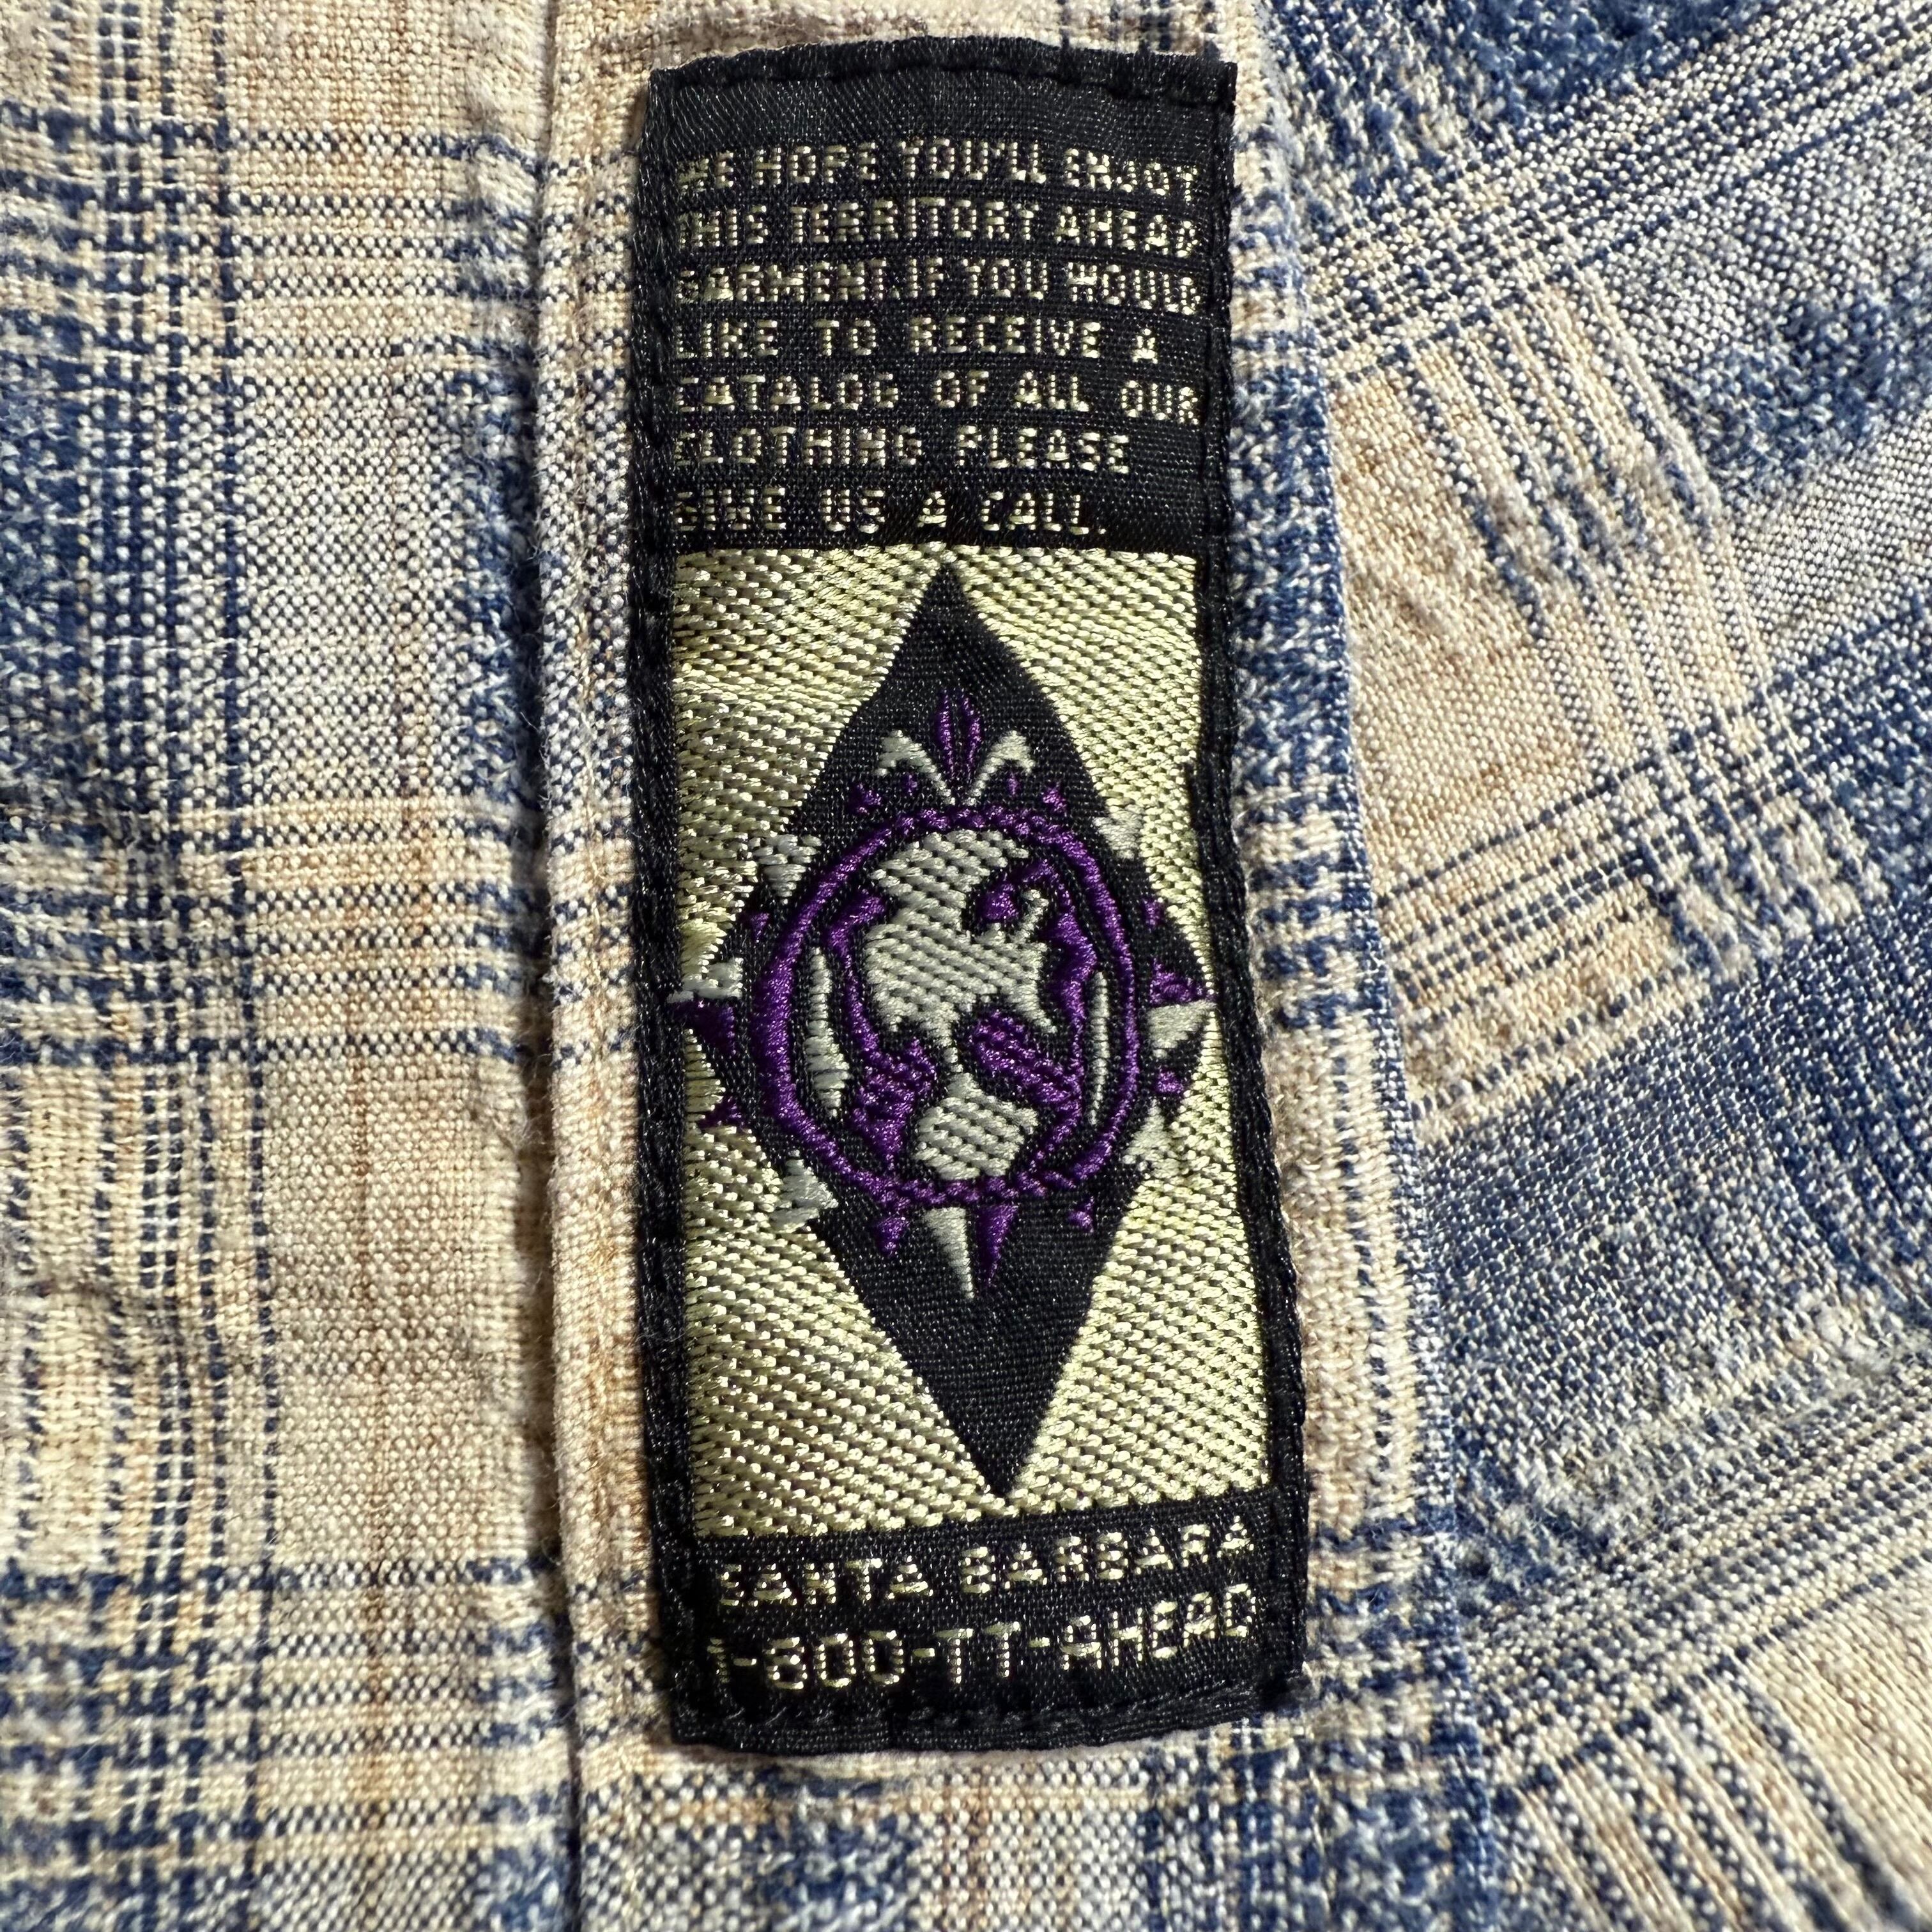 WE HOPE YOU'LL ENJOY
THIS TERRITORY AHEAD
GARMENT. IF YOU WOULD
LIKE TO RECEIVE A
CATALOG OF ALL OUR
CLOTHING PLEASE
GIVE US A CALL.
SANTA BARBARA
1-800-TT-AHEAD